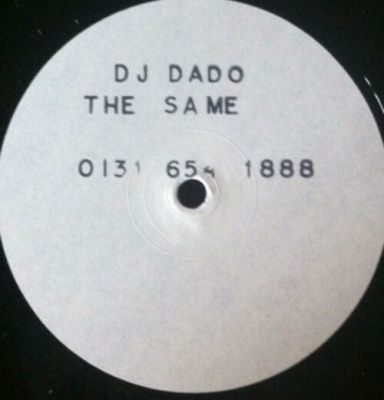 DJ DADO
THE SAME
0131 654 1888